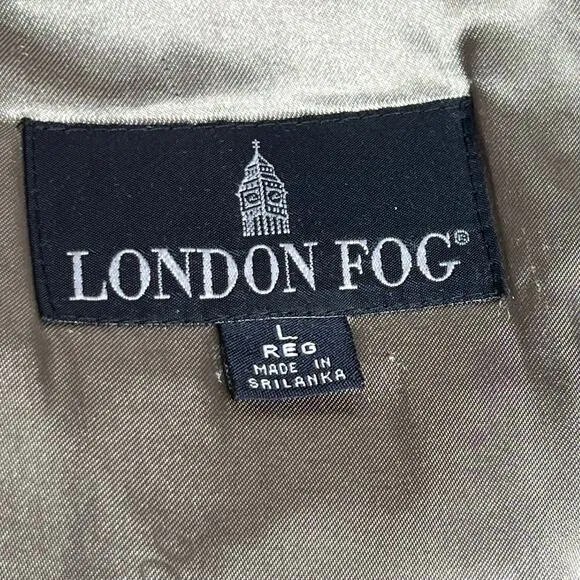 LONDON FOG®
L
REG
MADE IN
SRILANKA